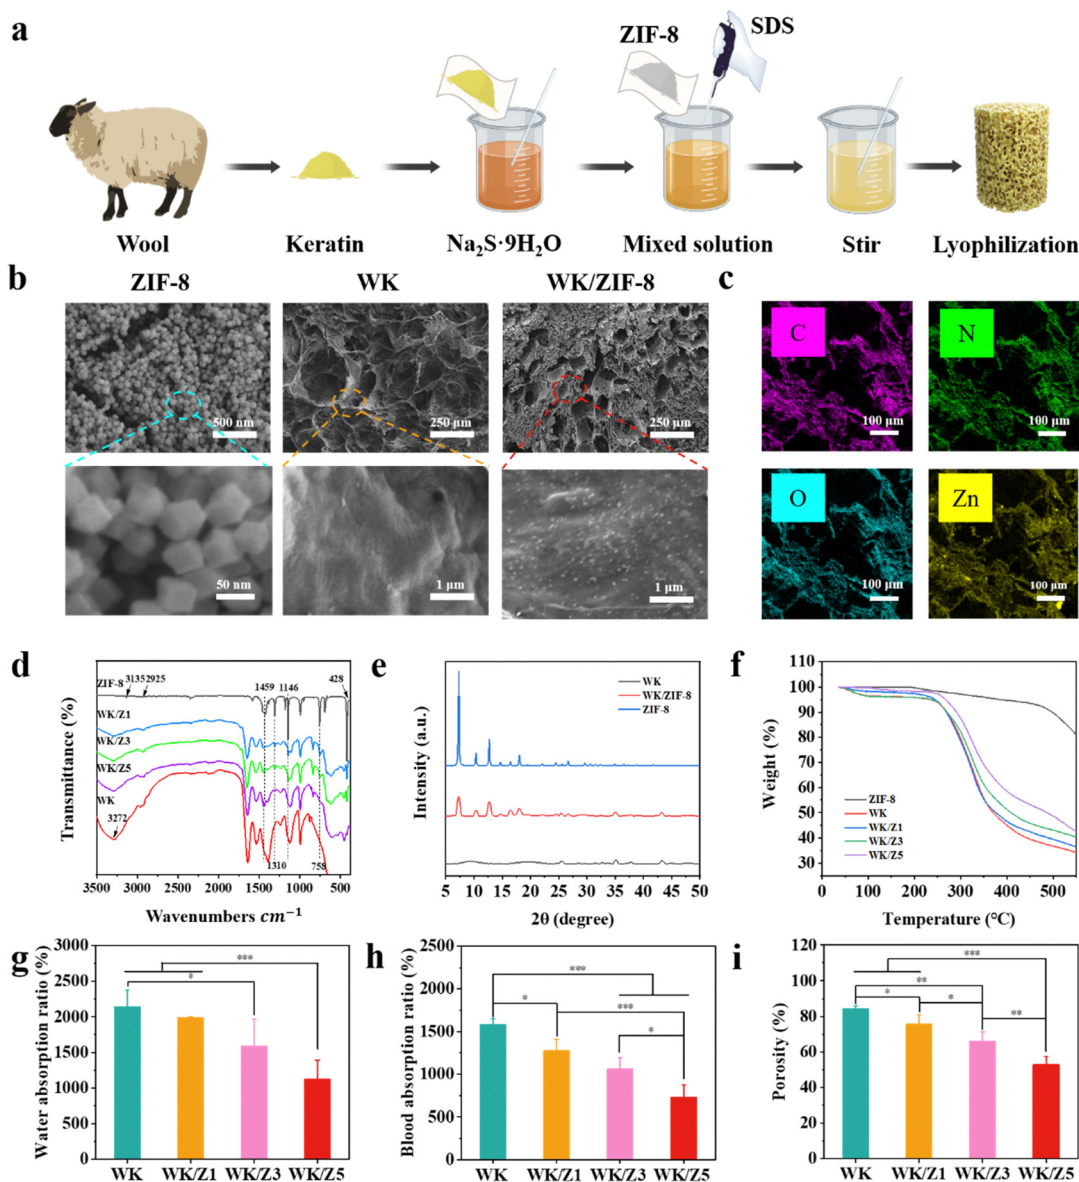 a
ZIF-8
SDS
Wool
Keratin
Na₂S·9H₂O
Mixed solution
Stir
Lyophilization
b
ZIF-8
WK
WK/ZIF-8
500 nm
250 μm
250 μm
50 nm
1 μm
1 μm
c
C
100 μm
N
100 μm
O
100 μm
Zn
100 μm
d
ZIF-8
3135
2925
1459
1146
428
WK/Z1
WK/Z3
WK/Z5
WK
3272
1310
758
Transmittance (%)
3500 3000 2500 2000 1500 1000 500
Wavenumbers cm⁻¹
e
WK
WK/ZIF-8
ZIF-8
Intensity (a.u.)
5 10 15 20 25 30 35 40 45 50
2θ (degree)
f
110
100
90
80
70
60
50
40
30
Weight (%)
ZIF-8
WK
WK/Z1
WK/Z3
WK/Z5
0 100 200 300 400 500
Temperature (°C)
g
Water absorption ratio (%)
3000
2500
2000
1500
1000
500
0
***
*
WK WK/Z1 WK/Z3 WK/Z5
h
Blood absorption ratio (%)
2500
2000
1500
1000
500
0
***
*
***
*
WK WK/Z1 WK/Z3 WK/Z5
i
Porosity (%)
120
100
80
60
40
20
0
***
**
*
*
**
WK WK/Z1 WK/Z3 WK/Z5